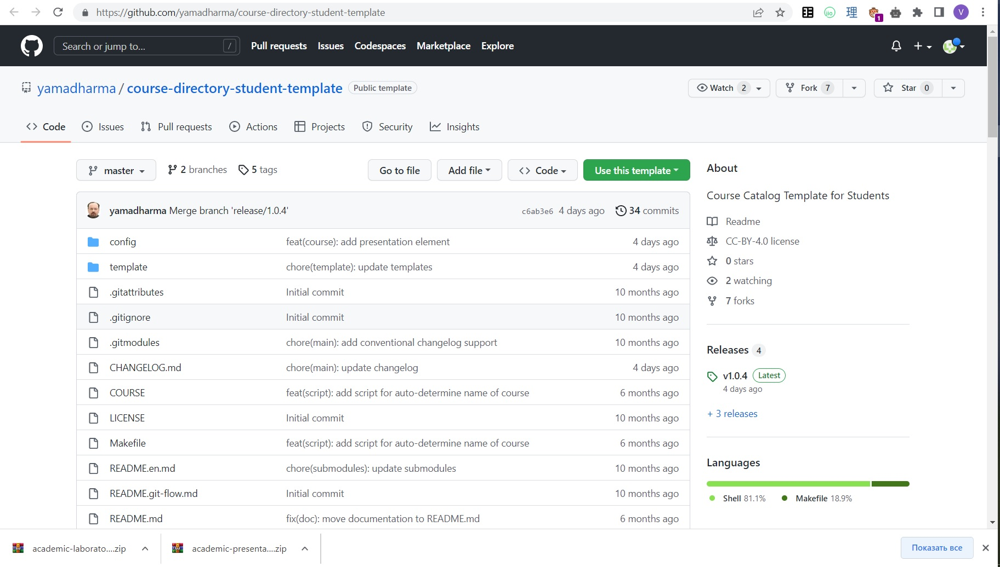 https://github.com/yamadharma/course-directory-student-template
1
V
Search or jump to... /
Pull requests Issues Codespaces Marketplace Explore
yamadharma / course-directory-student-template Public template
Watch 2 Fork 7 Star 0
Code Issues Pull requests Actions Projects Security Insights
master 2 branches 5 tags Go to file Add file Code Use this template
yamadharma Merge branch 'release/1.0.4' c6ab3e6 4 days ago 34 commits
config feat(course): add presentation element 4 days ago
template chore(template): update templates 4 days ago
.gitattributes Initial commit 10 months ago
.gitignore Initial commit 10 months ago
.gitmodules chore(main): add conventional changelog support 10 months ago
CHANGELOG.md chore(main): update changelog 4 days ago
COURSE feat(script): add script for auto-determine name of course 6 months ago
LICENSE Initial commit 10 months ago
Makefile feat(script): add script for auto-determine name of course 6 months ago
README.en.md chore(submodules): update submodules 10 months ago
README.git-flow.md Initial commit 10 months ago
README.md fix(doc): move documentation to README.md 6 months ago
About
Course Catalog Template for Students
Readme
CC-BY-4.0 license
0 stars
2 watching
7 forks
Releases 4
v1.0.4 Latest
4 days ago
+ 3 releases
Languages
Shell 81.1% Makefile 18.9%
academic-laborato....zip academic-presenta....zip Показать все